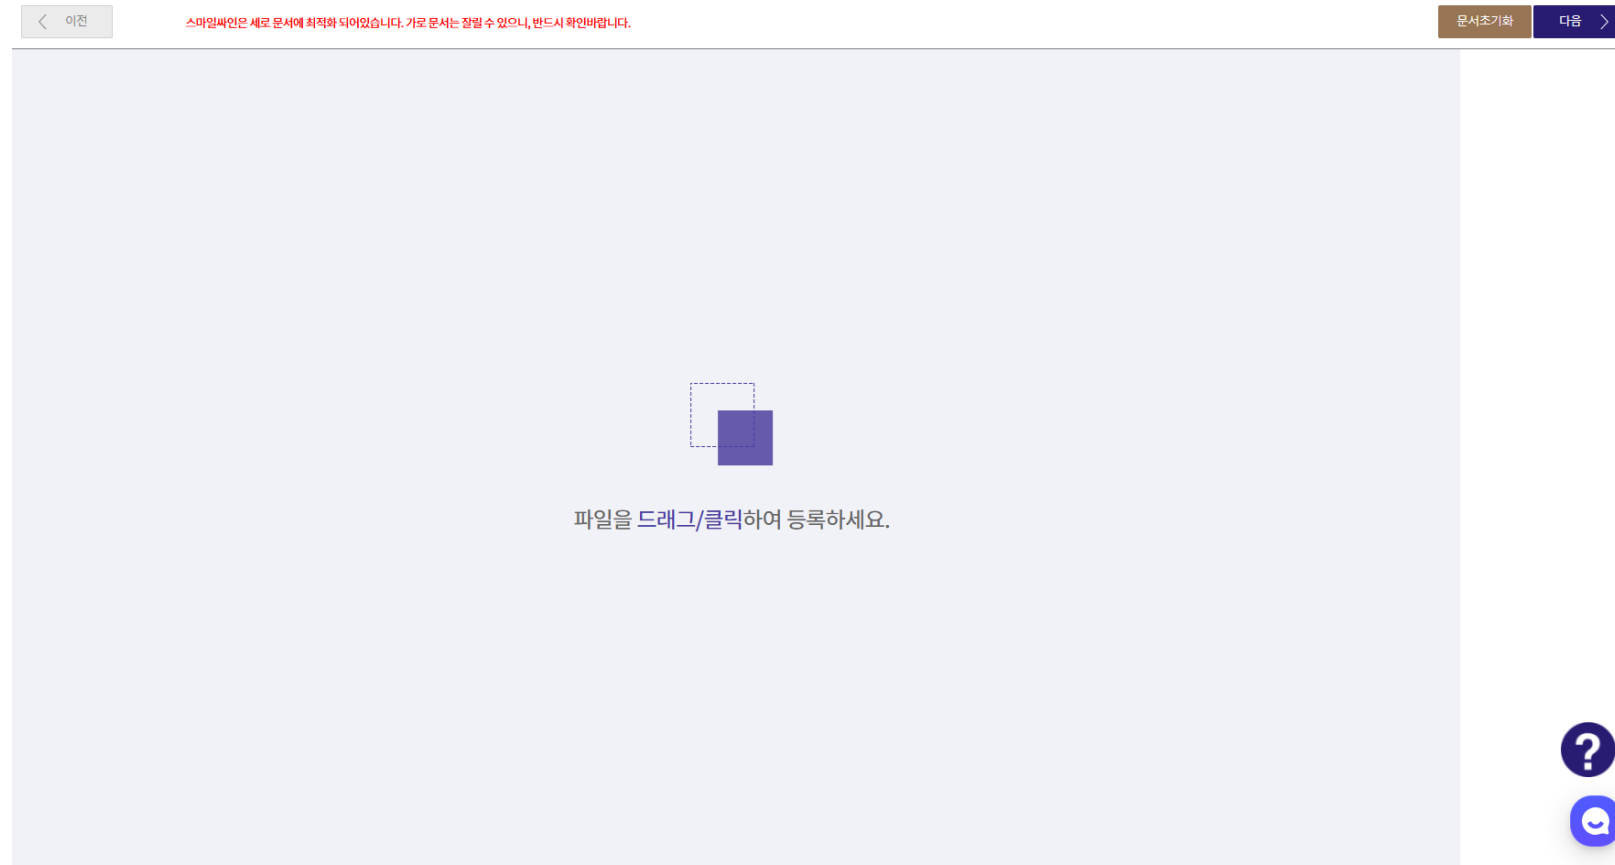 이전
스마일싸인은 세로 문서에 최적화 되어있습니다. 가로 문서는 잘릴 수 있으니, 반드시 확인바랍니다.
문서초기화
다음
파일을 드래그/클릭하여 등록하세요.
?